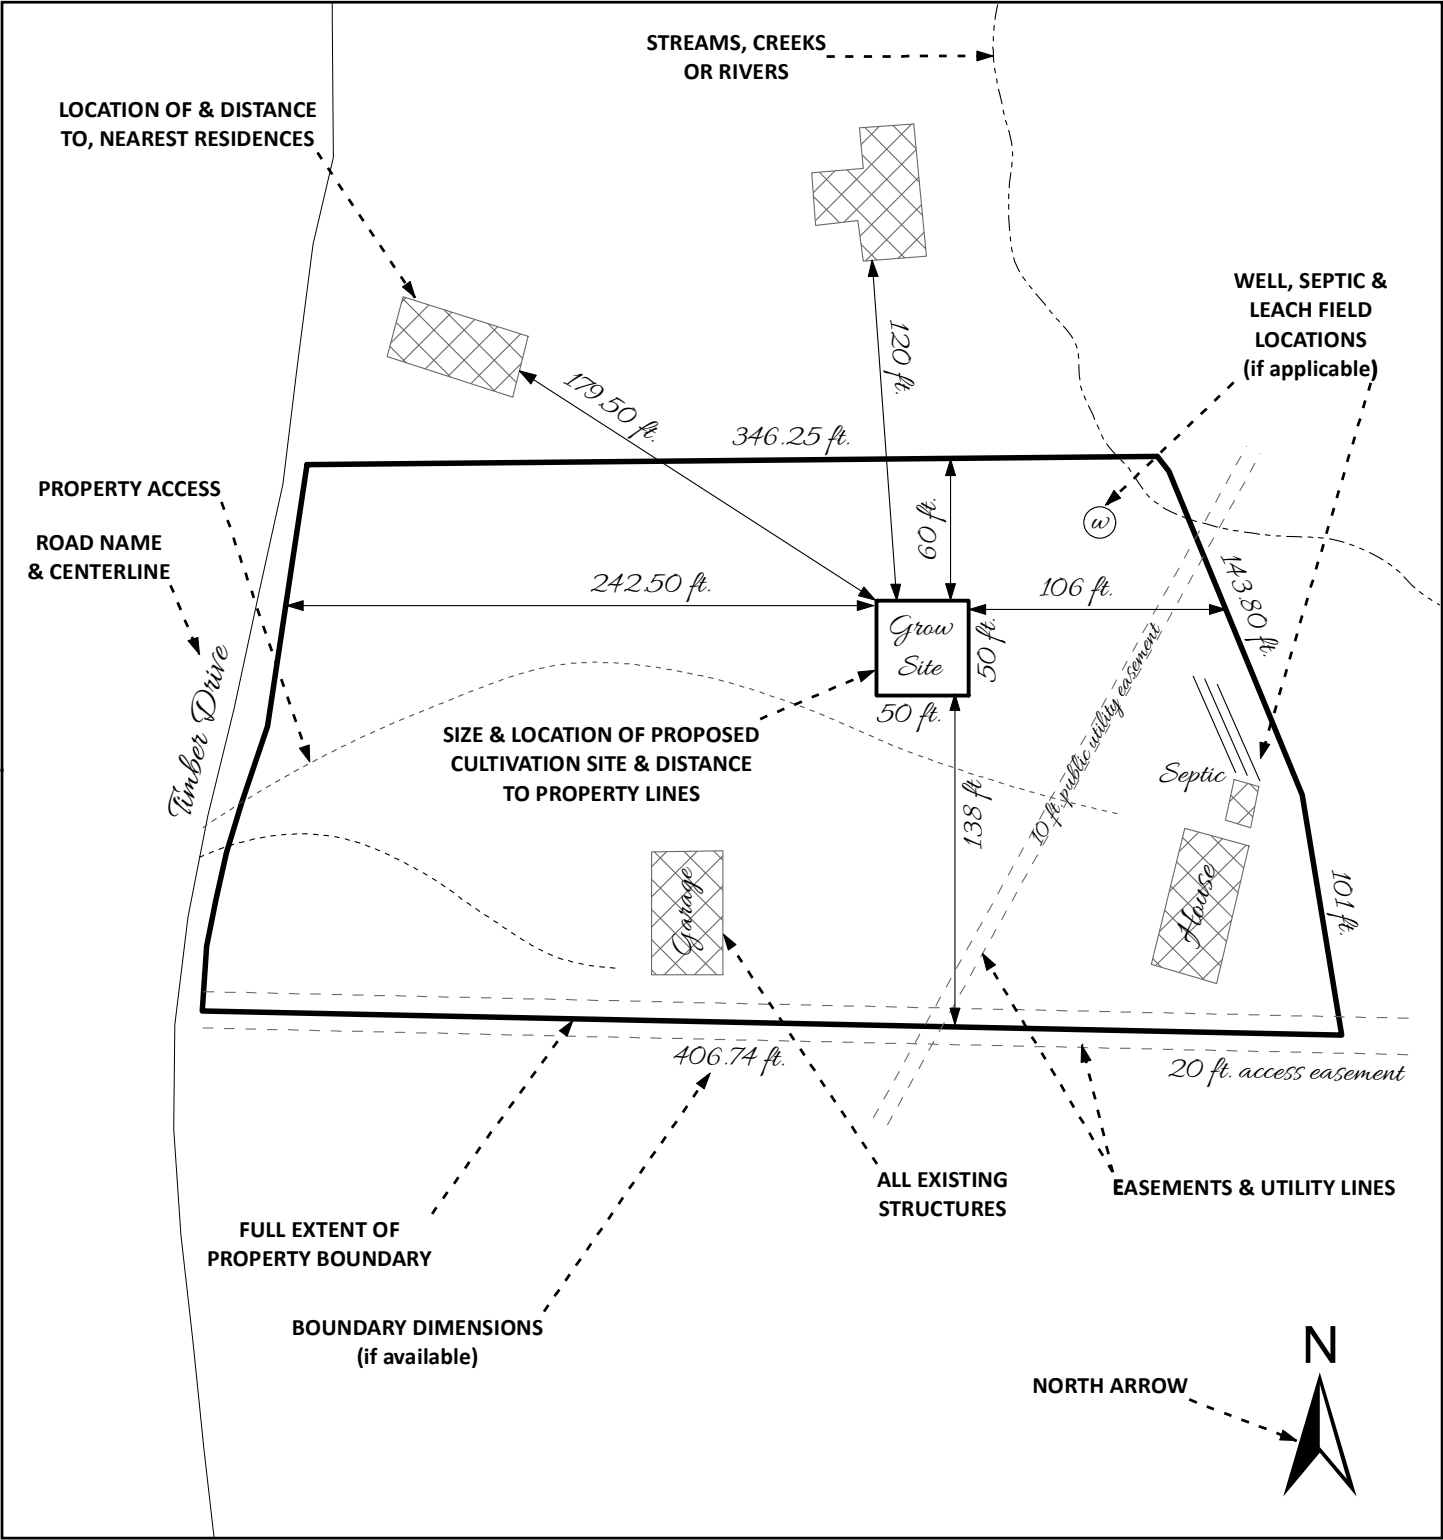 STREAMS, CREEKS
OR RIVERS
LOCATION OF & DISTANCE
TO, NEAREST RESIDENCES
WELL, SEPTIC &
LEACH FIELD
LOCATIONS
(if applicable)
120 ft.
179.50 ft.
346.25 ft.
PROPERTY ACCESS
ROAD NAME
& CENTERLINE
w
60 ft.
143.80 ft.
242.50 ft.
106 ft.
Grow
Site
50 ft.
50 ft.
Timber Drive
SIZE & LOCATION OF PROPOSED
CULTIVATION SITE & DISTANCE
TO PROPERTY LINES
10 ft. public utility easement
Septic
138 ft
Garage
House
101 ft.
406.74 ft.
20 ft. access easement
ALL EXISTING
STRUCTURES
EASEMENTS & UTILITY LINES
FULL EXTENT OF
PROPERTY BOUNDARY
BOUNDARY DIMENSIONS
(if available)
N
NORTH ARROW